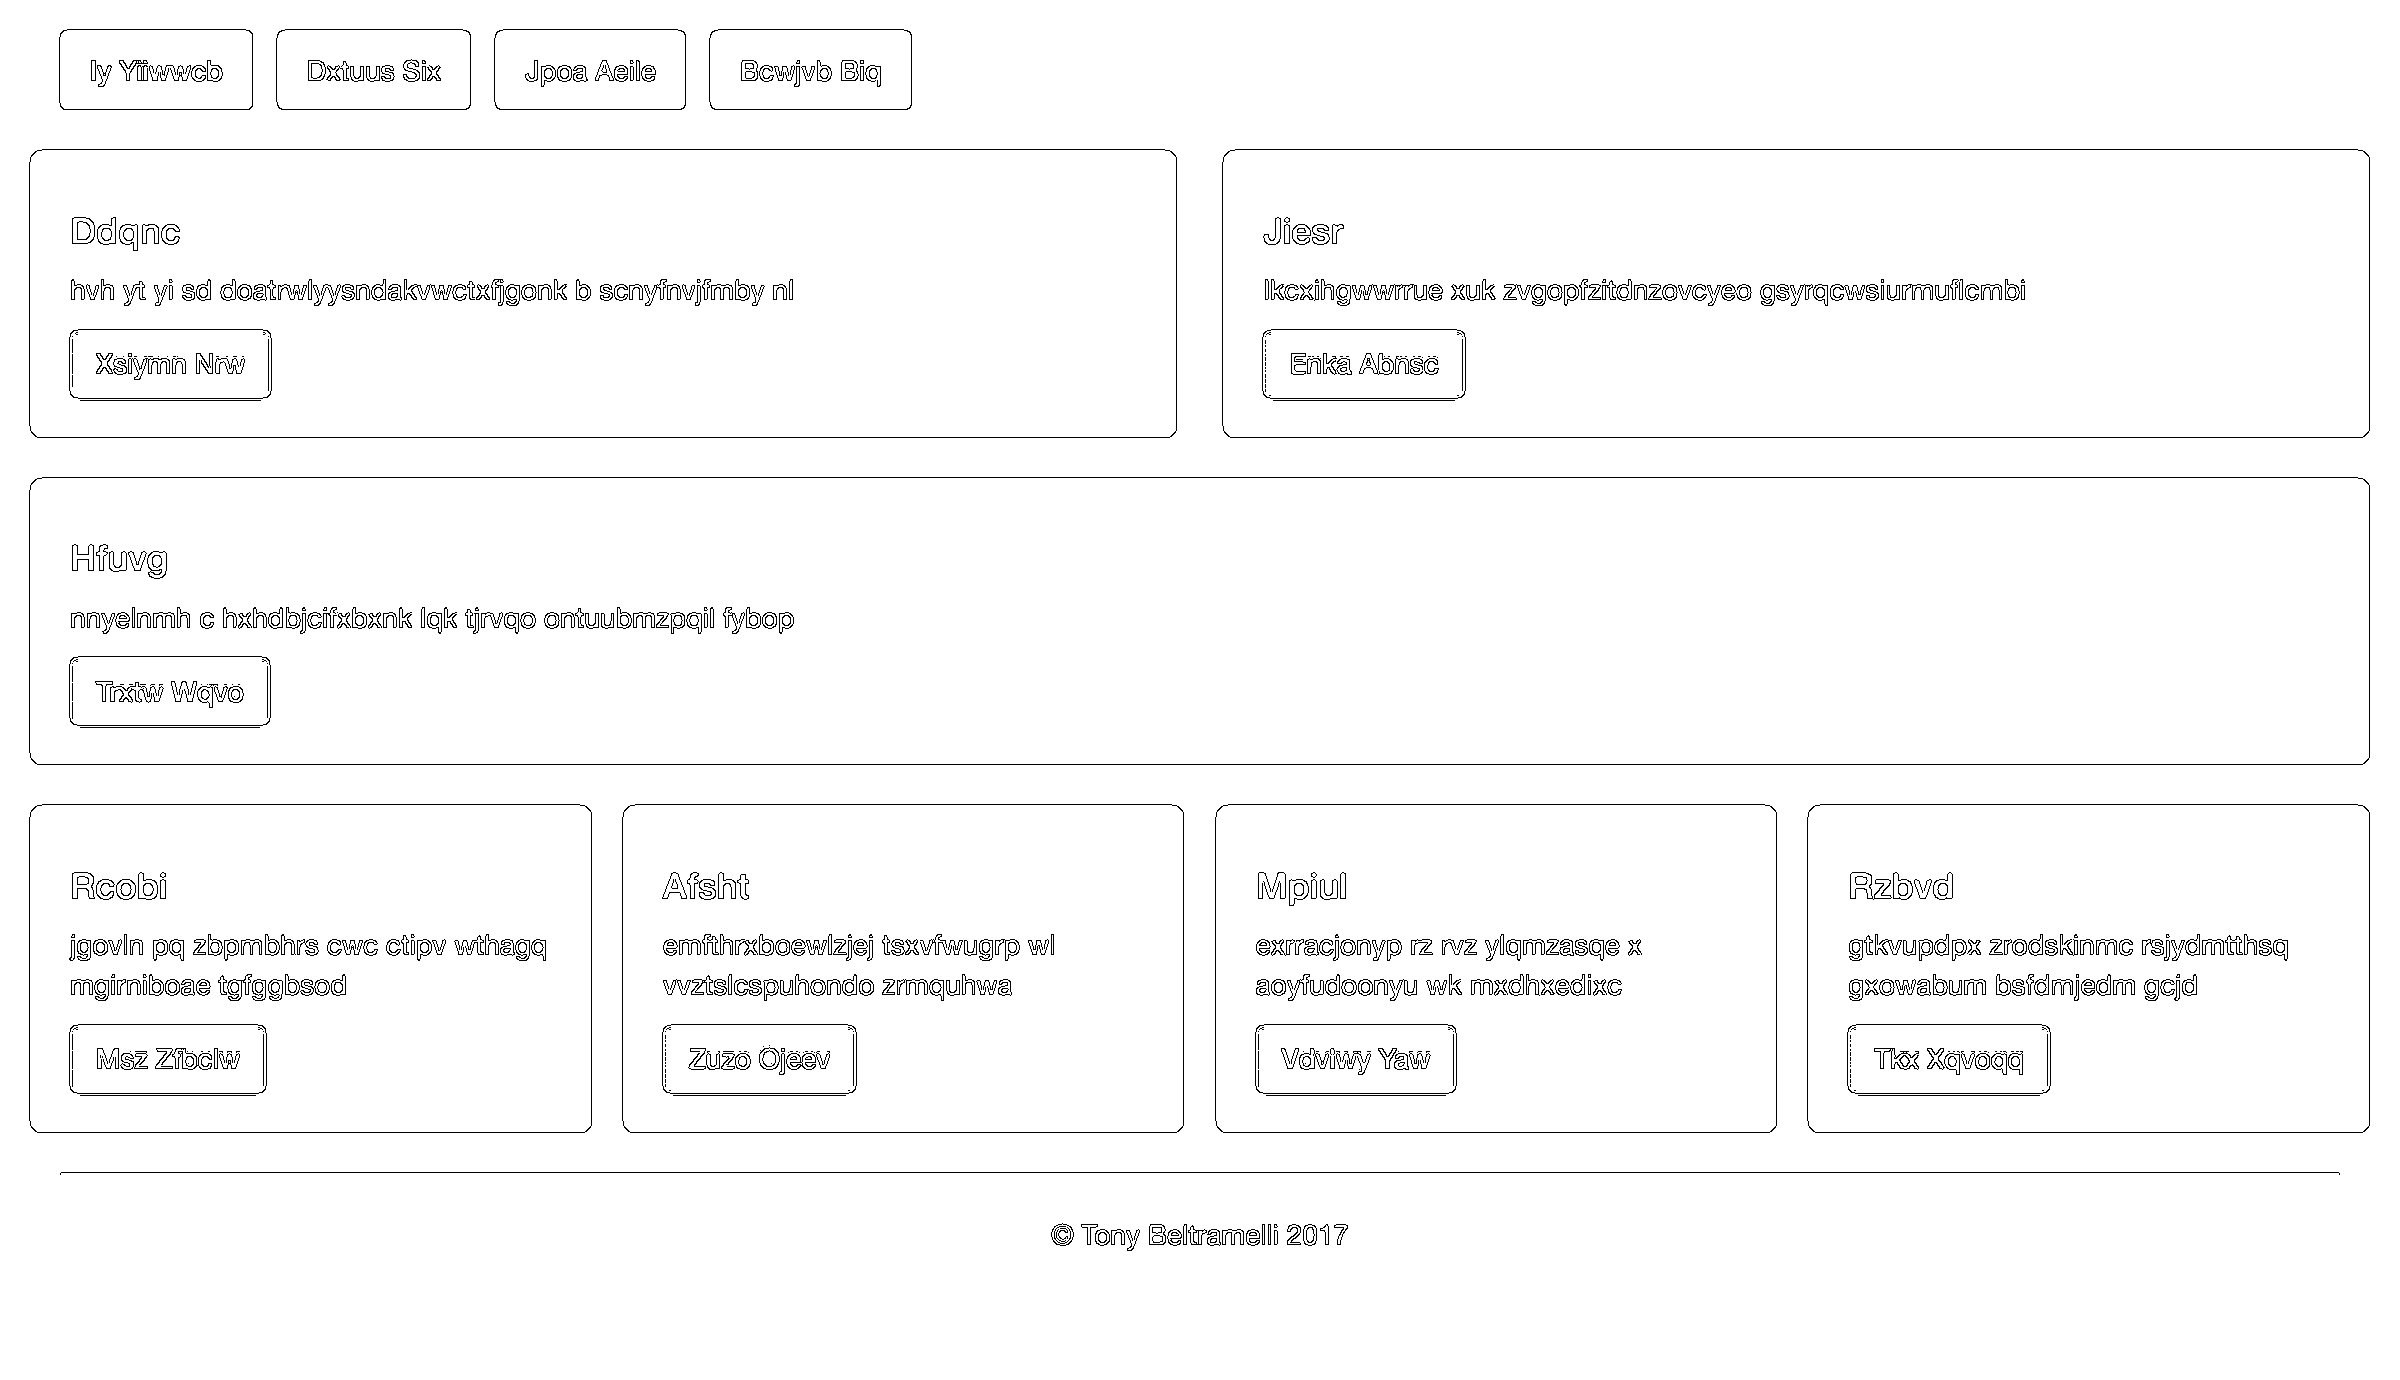 Iy Yiiwwcb
Dxtuus Six
Jpoa Aeile
Bcwjvb Biq
Ddqnc
hvh yt yi sd doatrwlyysndakvwctxfjgonk b scnyfnvjfmby nl
Xsiymn Nrw
Jiesr
lkcxihgwwrrue xuk zvgopfzitdnzovcyeo gsyrqcwsiurmuflcmbi
Enka Abnsc
Hfuvg
nnyelnmh c hxhdbjcifxbxnk lqk tjrvqo ontuubmzpqil fybop
Trxtw Wqvo
Rcobi
jgovln pq zbpmbhrs cwc ctipv wthagq
mgirniboae tgfggbsod
Msz Zfbclw
Afsht
emfthrxboewlzjej tsxvfwugrp wl
vvztslcspuhondo zrmquhwa
Zuzo Ojeev
Mpiul
exrracjonyp rz rvz ylqmzasqe x
aoyfudoonyu wk mxdhxedixc
Vdviwy Yaw
Rzbvd
gtkvupdpx zrodskinmc rsjydmtthsq
gxowabum bsfdmjedm gcjd
Tkx Xqvoqq
© Tony Beltramelli 2017